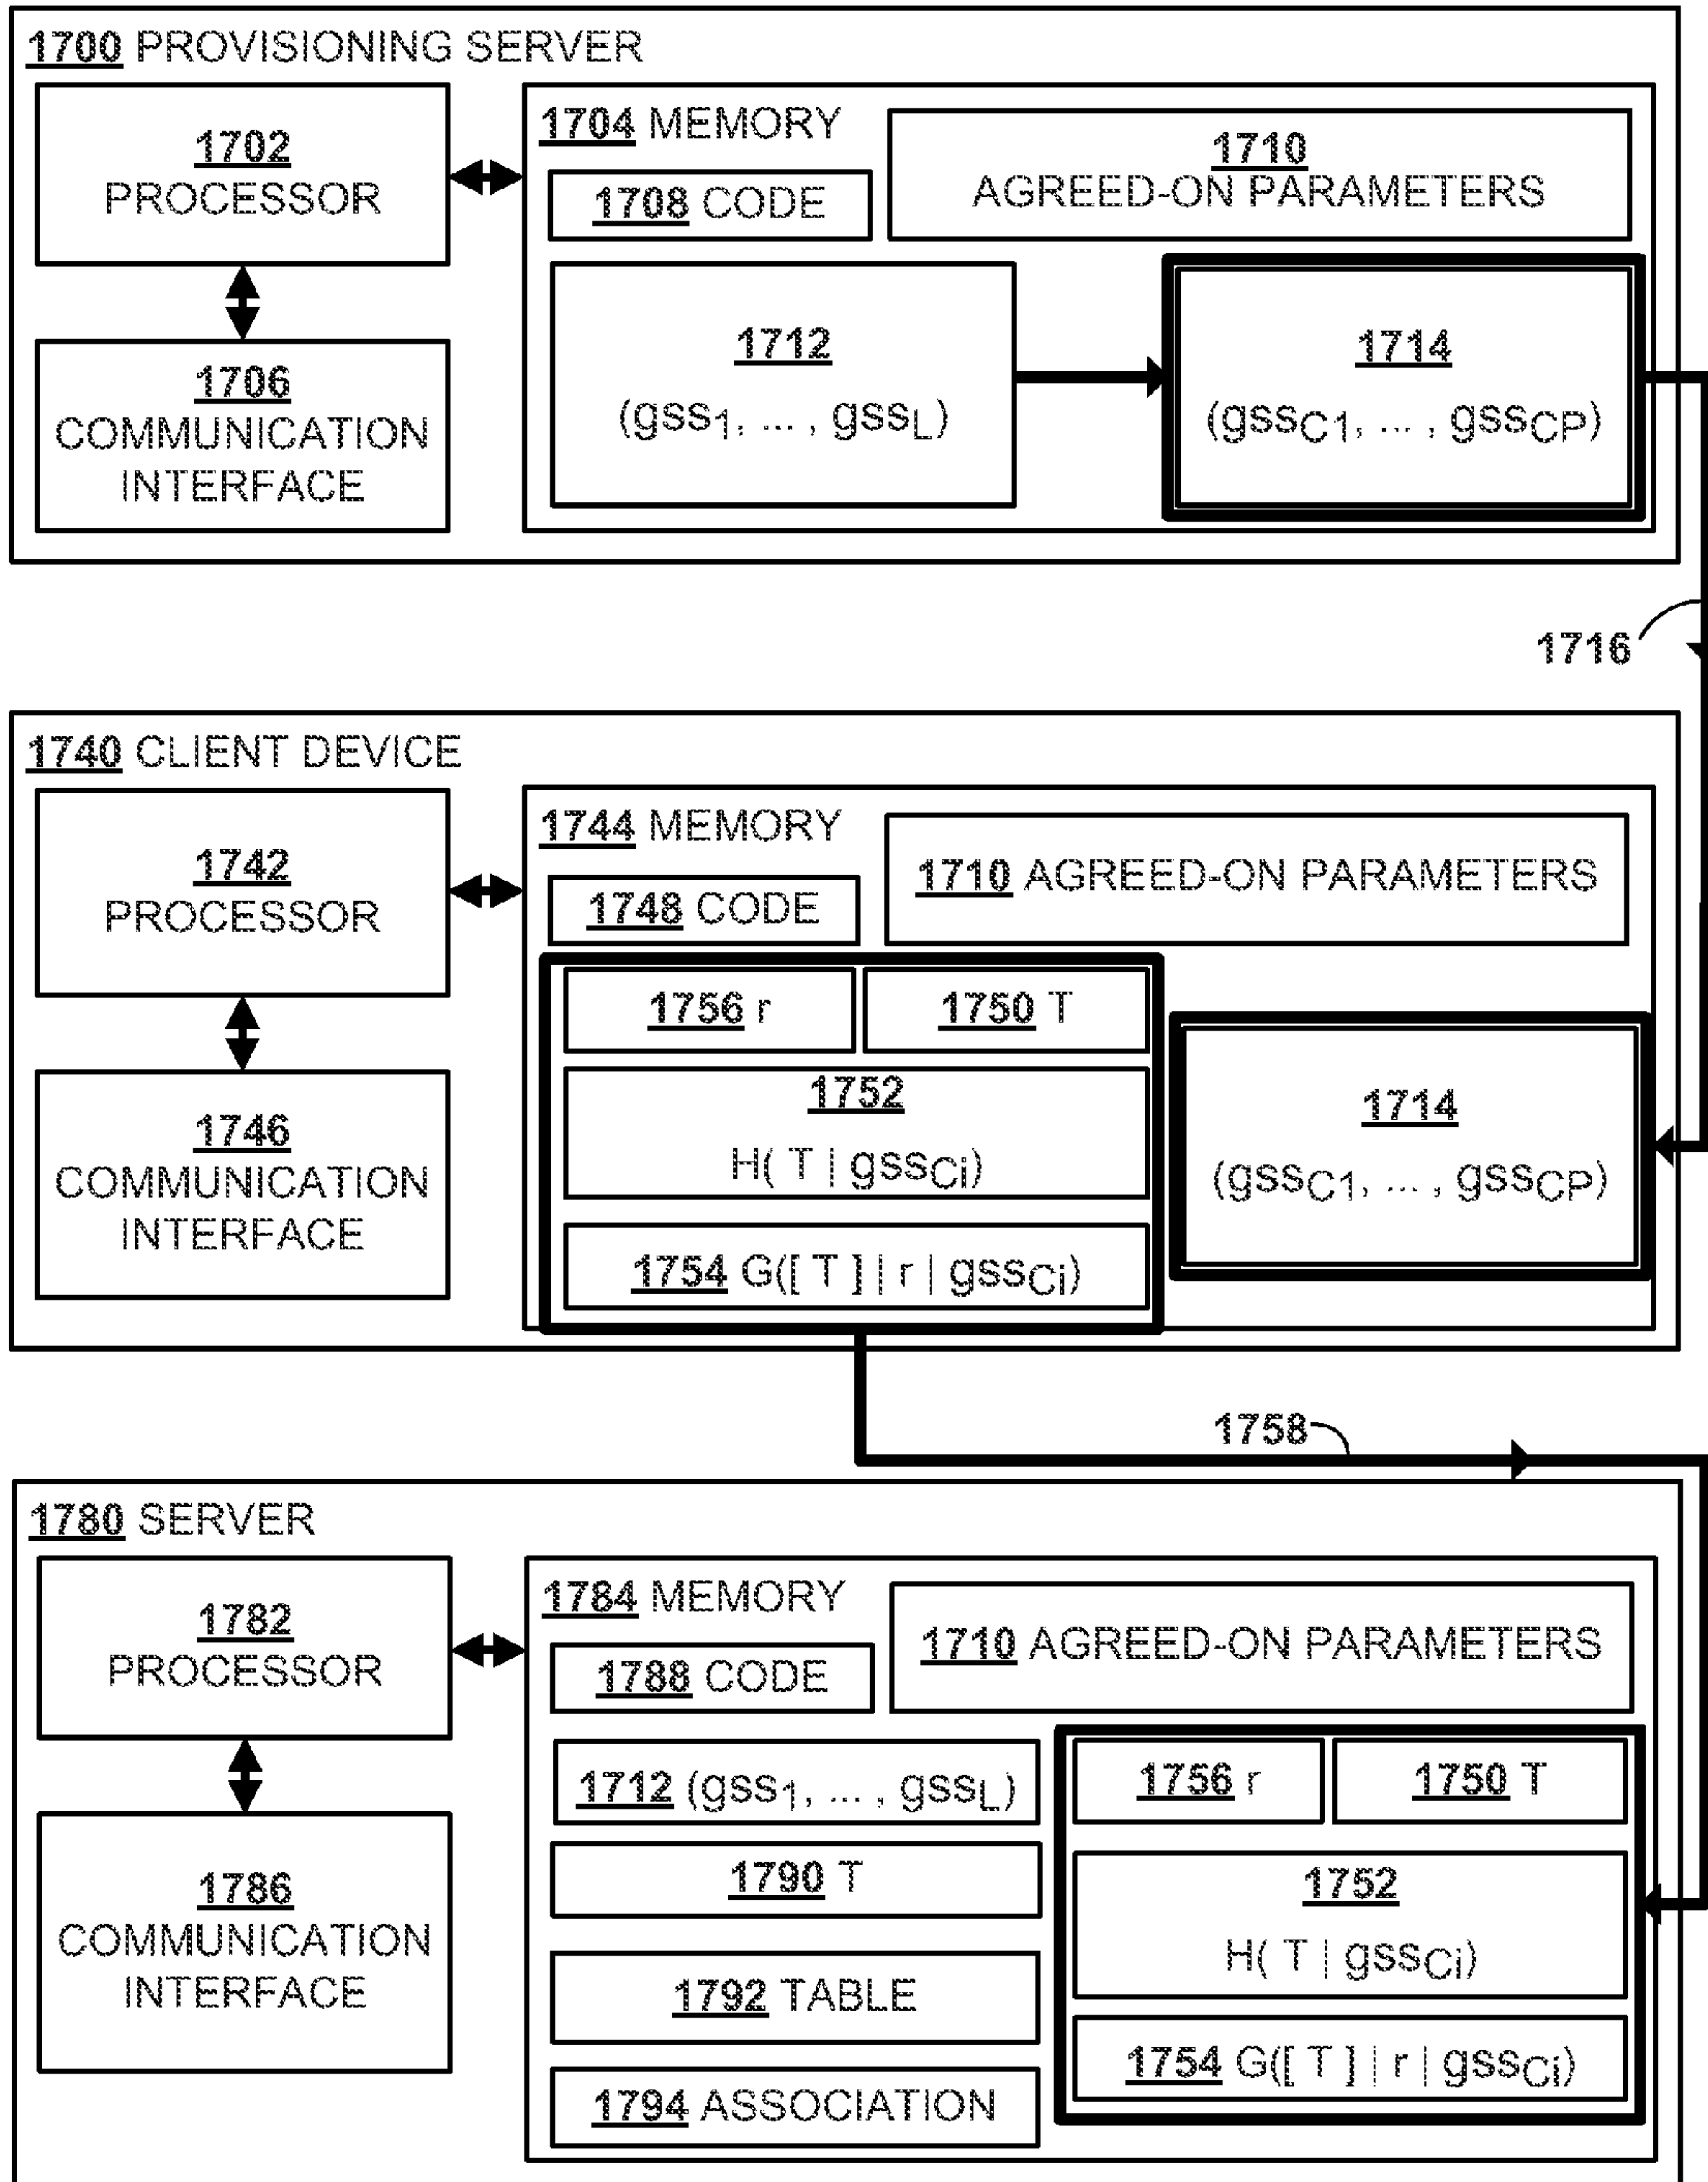 1700 PROVISIONING SERVER
1702
PROCESSOR
1706
COMMUNICATION
INTERFACE
1704 MEMORY
1708 CODE
1710
AGREED-ON PARAMETERS
1712
(gss1, ... , gssL)
1714
(gssC1, ... , gssCP)
1716
1740 CLIENT DEVICE
1742
PROCESSOR
1746
COMMUNICATION
INTERFACE
1744 MEMORY
1748 CODE
1710 AGREED-ON PARAMETERS
1756 r
1750 T
1752
H( T | gssCi)
1754 G([ T ] | r | gssCi)
1714
(gssC1, ... , gssCP)
1758
1780 SERVER
1782
PROCESSOR
1786
COMMUNICATION
INTERFACE
1784 MEMORY
1788 CODE
1710 AGREED-ON PARAMETERS
1712 (gss1, ... , gssL)
1790 T
1792 TABLE
1794 ASSOCIATION
1756 r
1750 T
1752
H( T | gssCi)
1754 G([ T ] | r | gssCi)